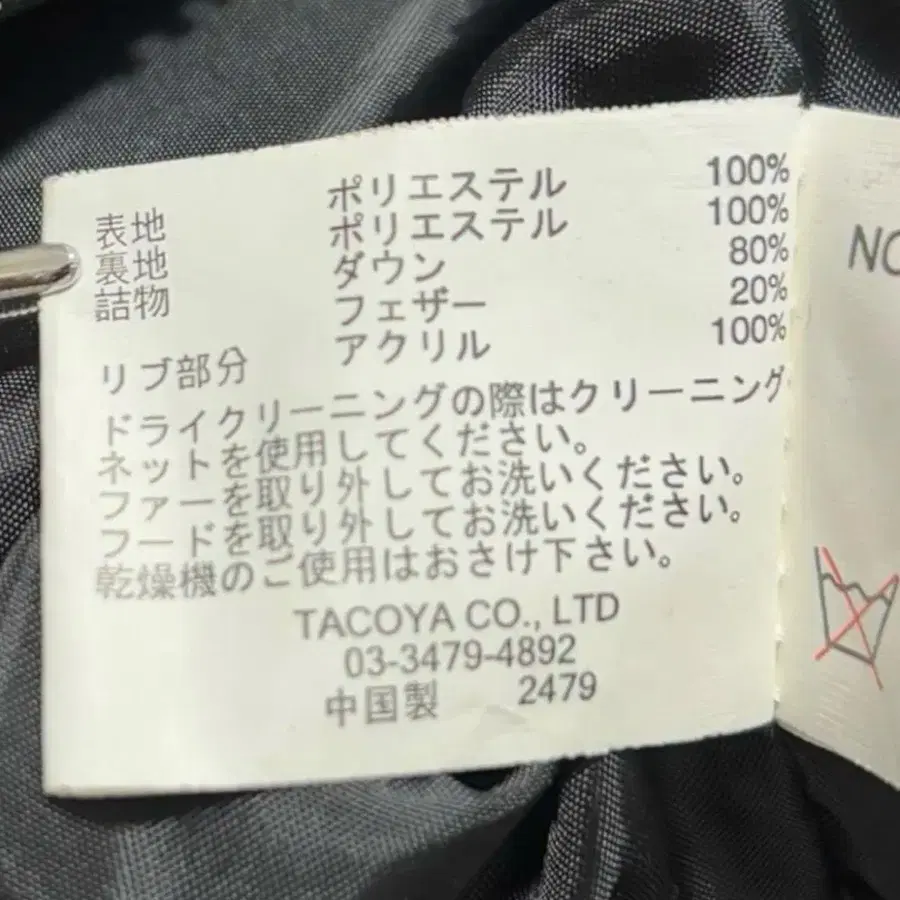 表地 ポリエステル 100%
裏地 ポリエステル 100%
詰物 ダウン 80%
フェザー 20%
リブ部分 アクリル 100%
ドライクリーニングの際はクリーニング
ネットを使用してください。
ファーを取り外してお洗いください。
フードを取り外してお洗いください。
乾燥機のご使用はおさけ下さい。
TACOYA CO., LTD
03-3479-4892
中国製 2479